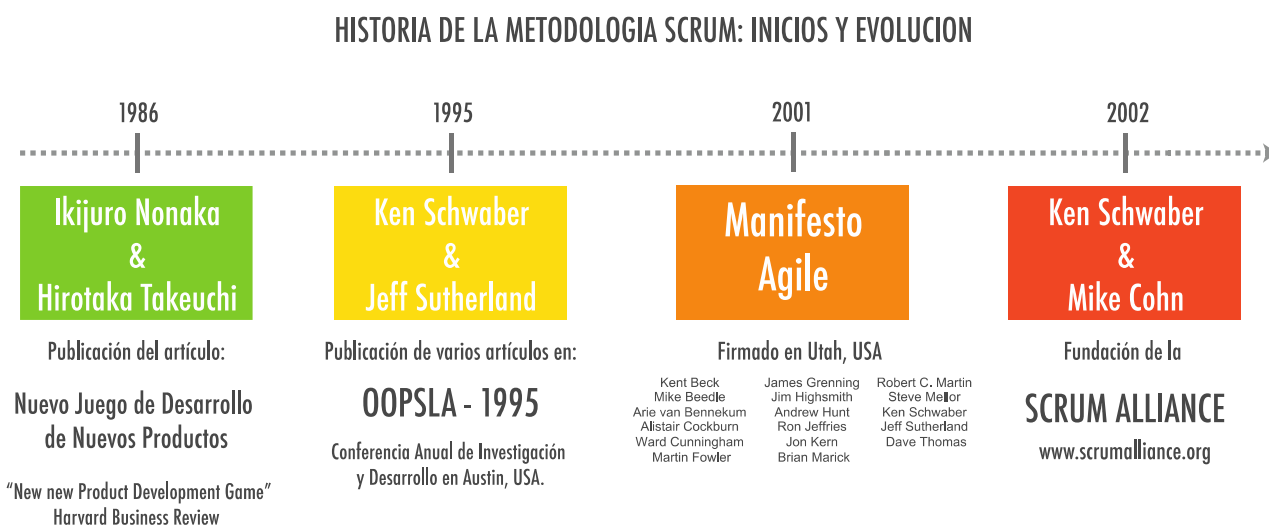 HISTORIA DE LA METODOLOGIA SCRUM: INICIOS Y EVOLUCION
1986
Ikijuro Nonaka
&
Hirotaka Takeuchi
Publicación del artículo:
Nuevo Juego de Desarrollo
de Nuevos Productos
“New new Product Development Game”
Harvard Business Review
1995
Ken Schwaber
&
Jeff Sutherland
Publicación de varios artículos en:
OOPSLA - 1995
Conferencia Anual de Investigación
y Desarrollo en Austin, USA.
2001
Manifesto
Agile
Firmado en Utah, USA
Kent Beck
Mike Beedle
Arie van Bennekum
Alistair Cockburn
Ward Cunningham
Martin Fowler
James Grenning
Jim Highsmith
Andrew Hunt
Ron Jeffries
Jon Kern
Brian Marick
Robert C. Martin
Steve Mellor
Ken Schwaber
Jeff Sutherland
Dave Thomas
2002
Ken Schwaber
&
Mike Cohn
Fundación de la
SCRUM ALLIANCE
www.scrumalliance.org